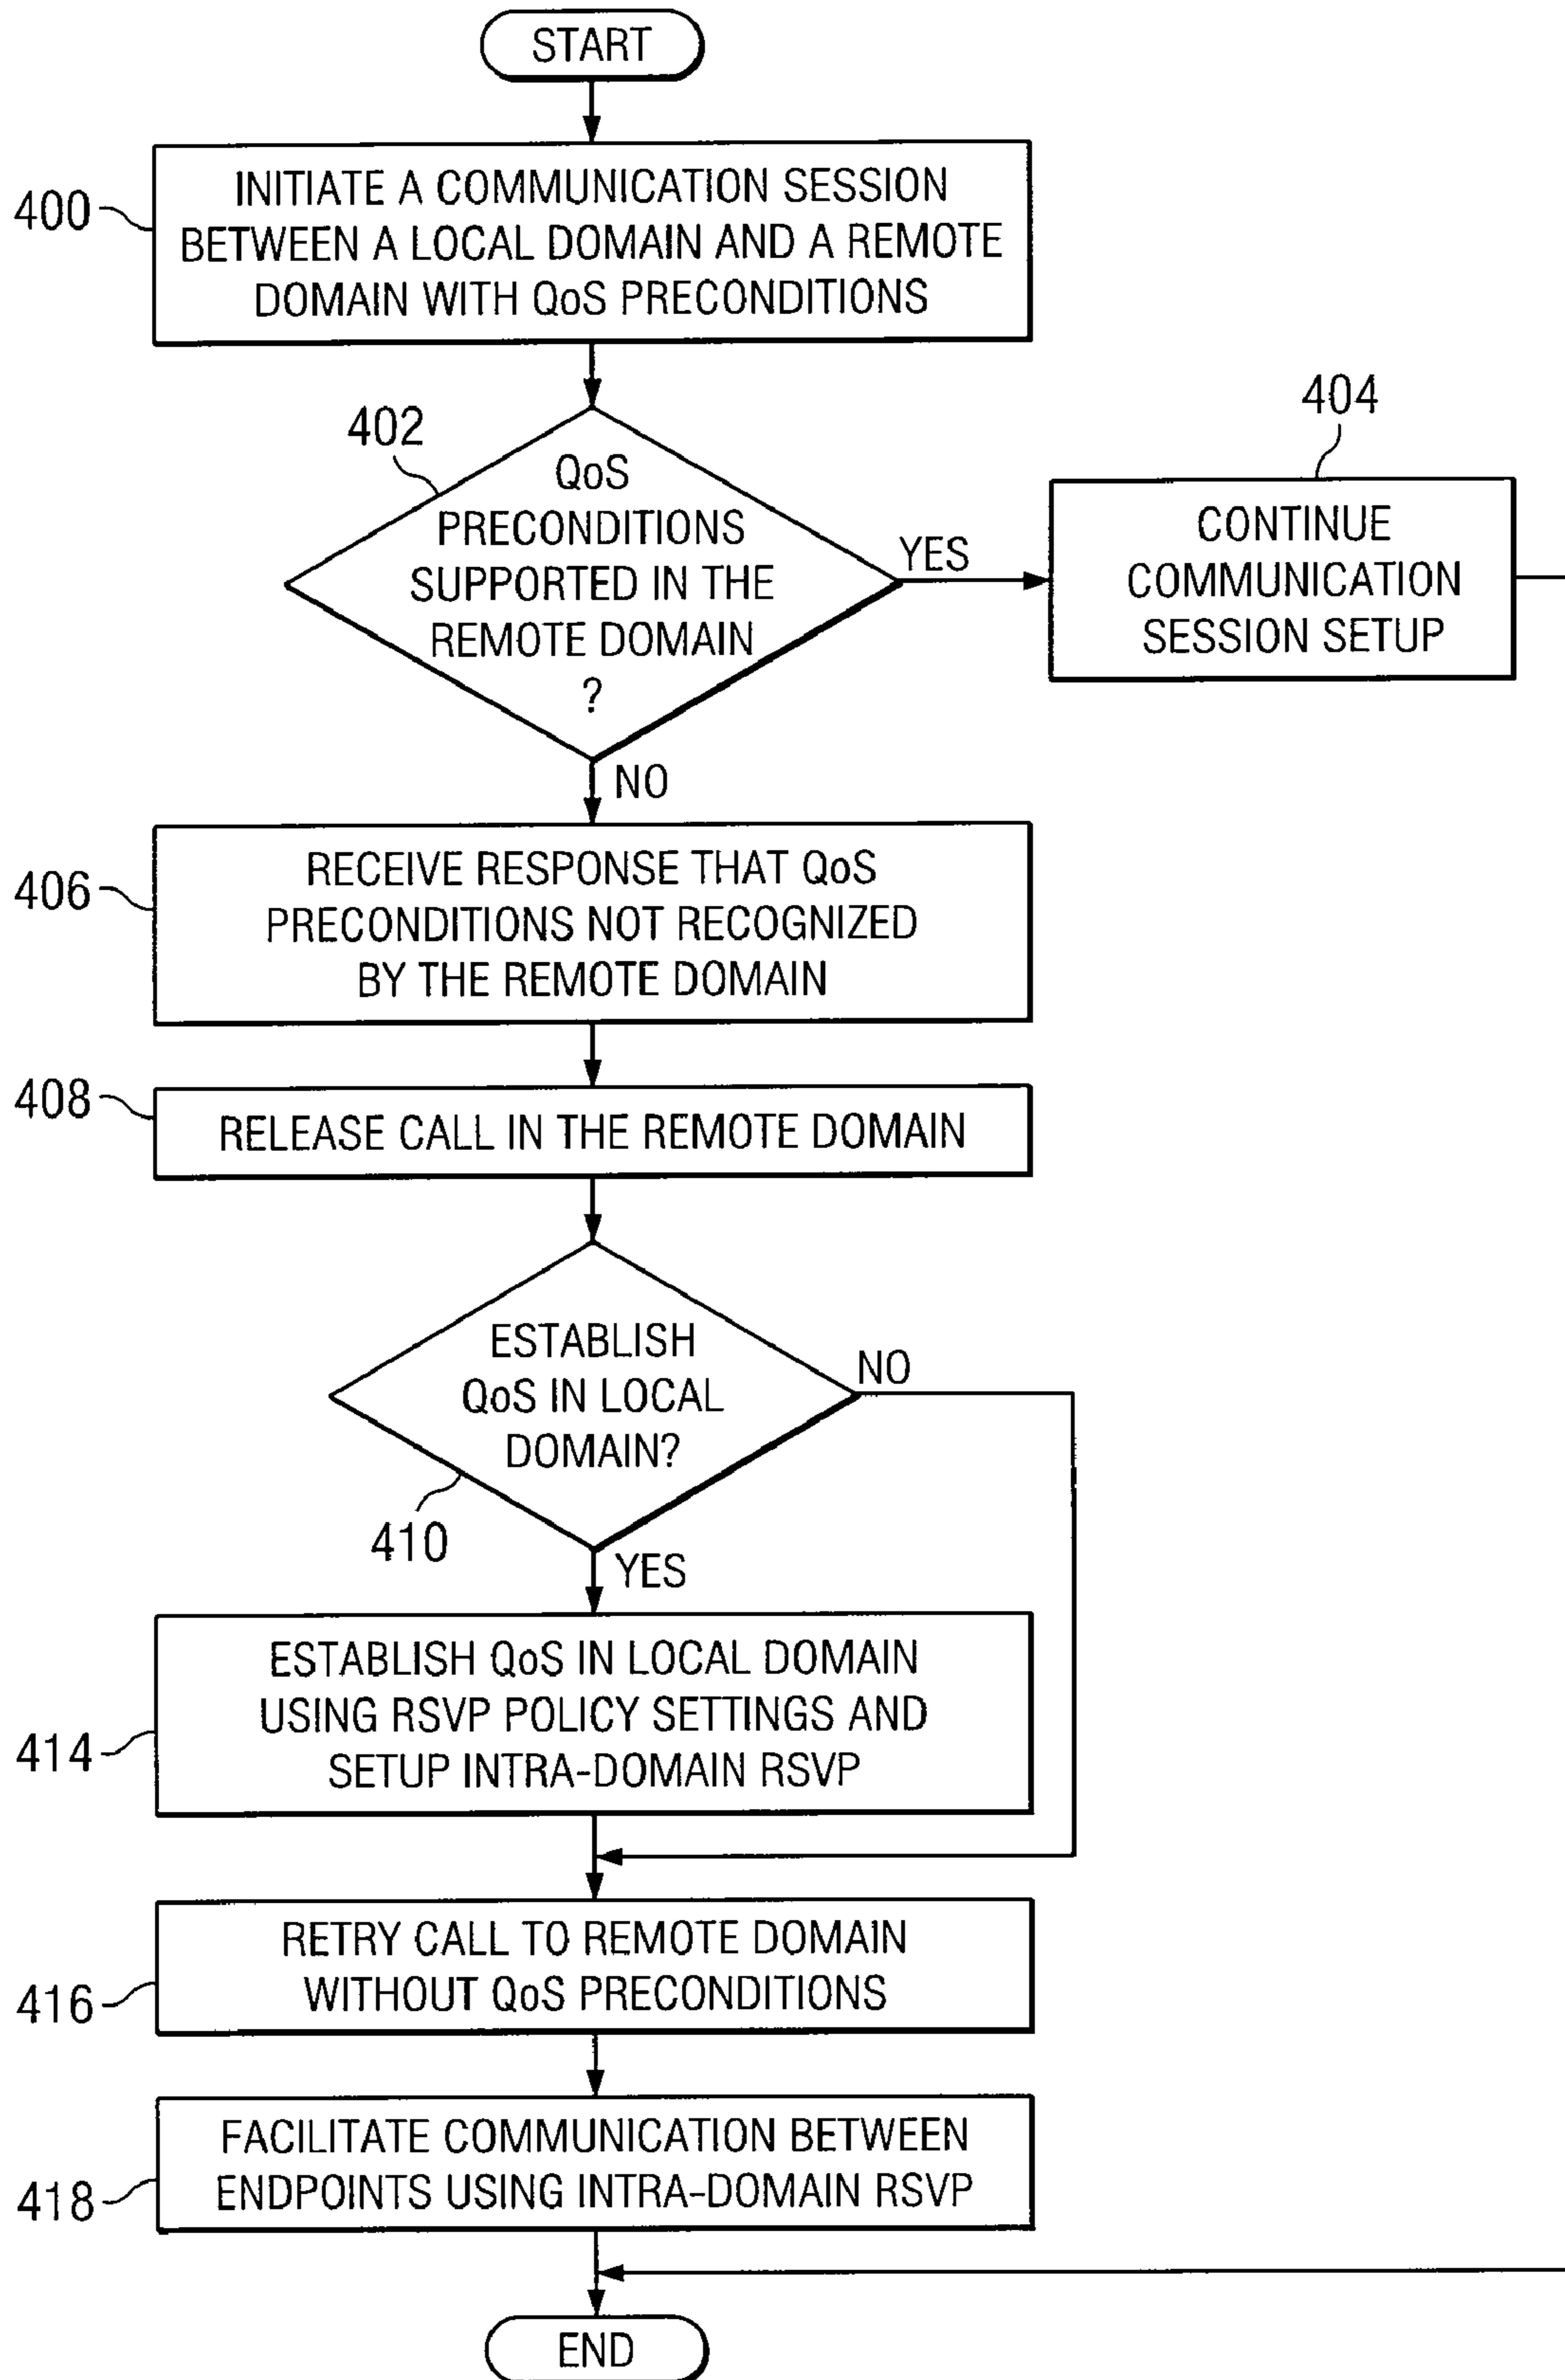 START
400
INITIATE A COMMUNICATION SESSION
BETWEEN A LOCAL DOMAIN AND A REMOTE
DOMAIN WITH QoS PRECONDITIONS
402
QoS
PRECONDITIONS
SUPPORTED IN THE
REMOTE DOMAIN
?
YES
404
CONTINUE
COMMUNICATION
SESSION SETUP
NO
406
RECEIVE RESPONSE THAT QoS
PRECONDITIONS NOT RECOGNIZED
BY THE REMOTE DOMAIN
408
RELEASE CALL IN THE REMOTE DOMAIN
ESTABLISH
QoS IN LOCAL
DOMAIN?
NO
410
YES
414
ESTABLISH QoS IN LOCAL DOMAIN
USING RSVP POLICY SETTINGS AND
SETUP INTRA-DOMAIN RSVP
416
RETRY CALL TO REMOTE DOMAIN
WITHOUT QoS PRECONDITIONS
418
FACILITATE COMMUNICATION BETWEEN
ENDPOINTS USING INTRA-DOMAIN RSVP
END